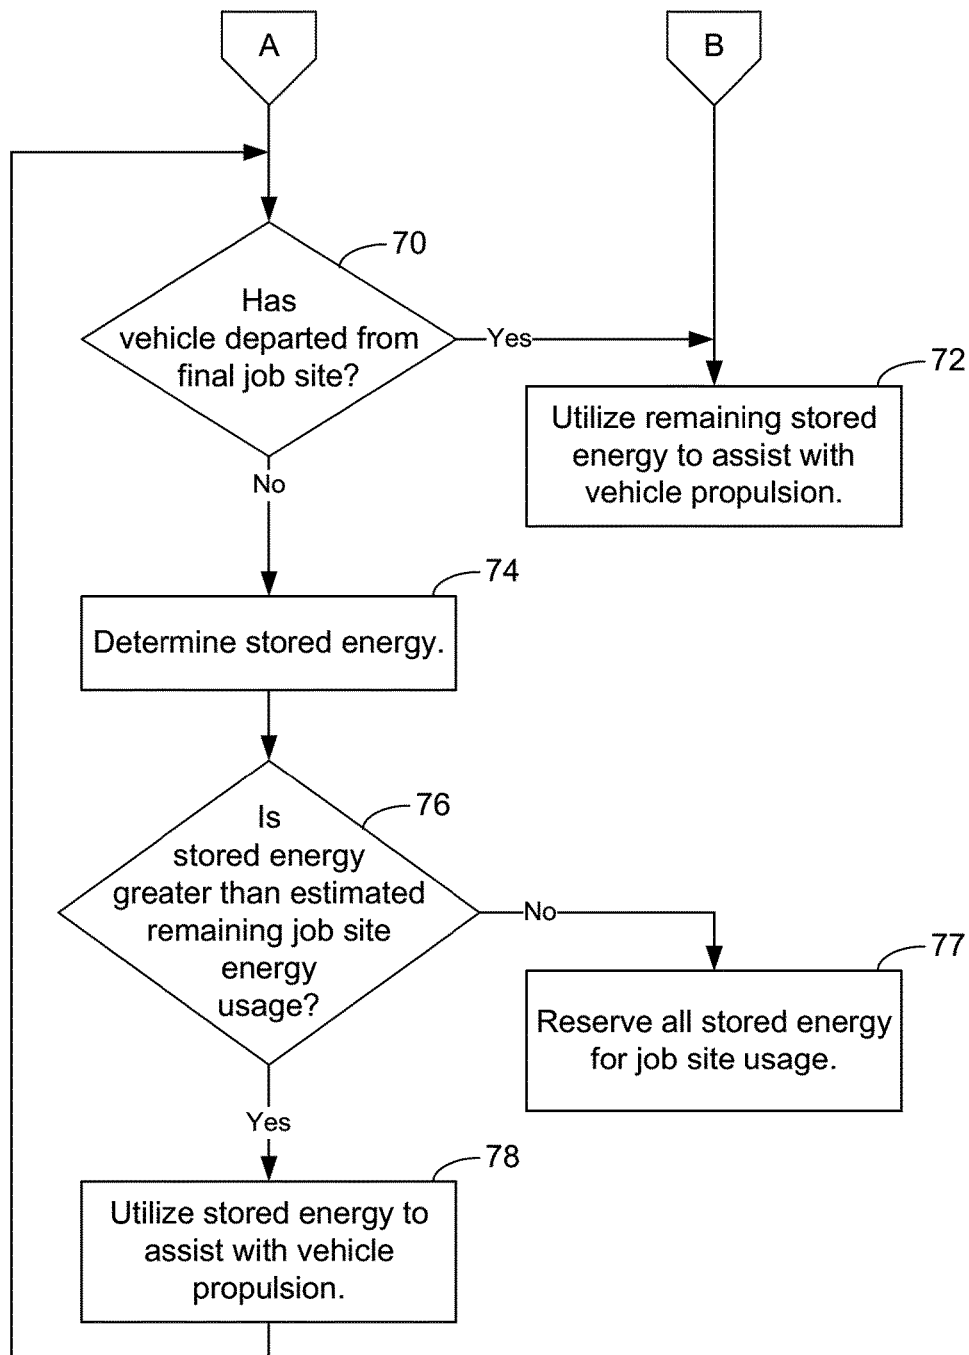 A
B
70
Has
vehicle departed from
final job site?
Yes
72
Utilize remaining stored
energy to assist with
vehicle propulsion.
No
74
Determine stored energy.
76
Is
stored energy
greater than estimated
remaining job site
energy
usage?
No
77
Reserve all stored energy
for job site usage.
Yes
78
Utilize stored energy to
assist with vehicle
propulsion.